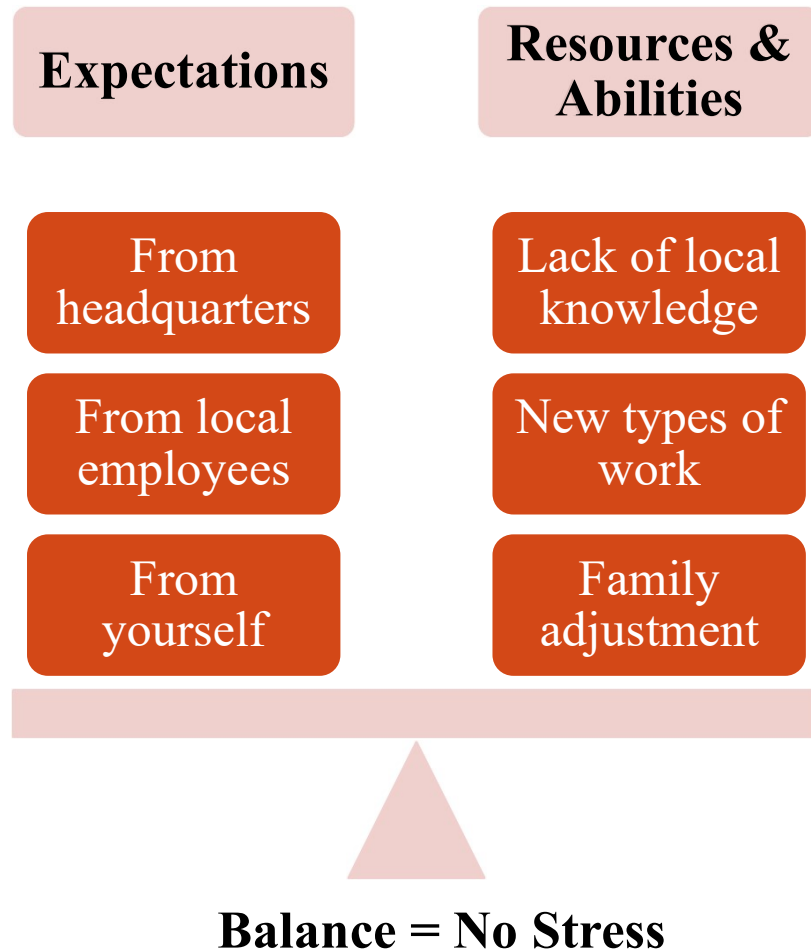 Expectations
Resources &
Abilities
From
headquarters
From local
employees
From
yourself
Lack of local
knowledge
New types of
work
Family
adjustment
Balance = No Stress